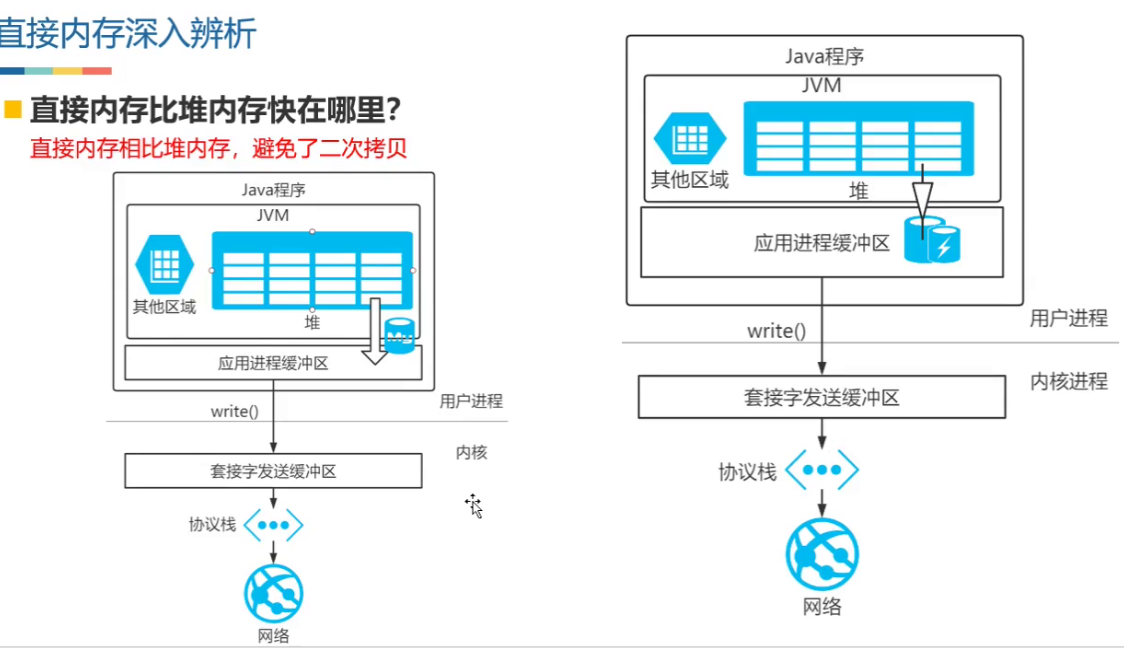 直接内存深入辨析
直接内存比堆内存快在哪里?
直接内存相比堆内存，避免了二次拷贝
Java程序
JVM
其他区域
堆
应用进程缓冲区
write()
用户进程
内核
套接字发送缓冲区
协议栈
网络
Java程序
JVM
其他区域
堆
应用进程缓冲区
write()
用户进程
内核进程
套接字发送缓冲区
协议栈
网络